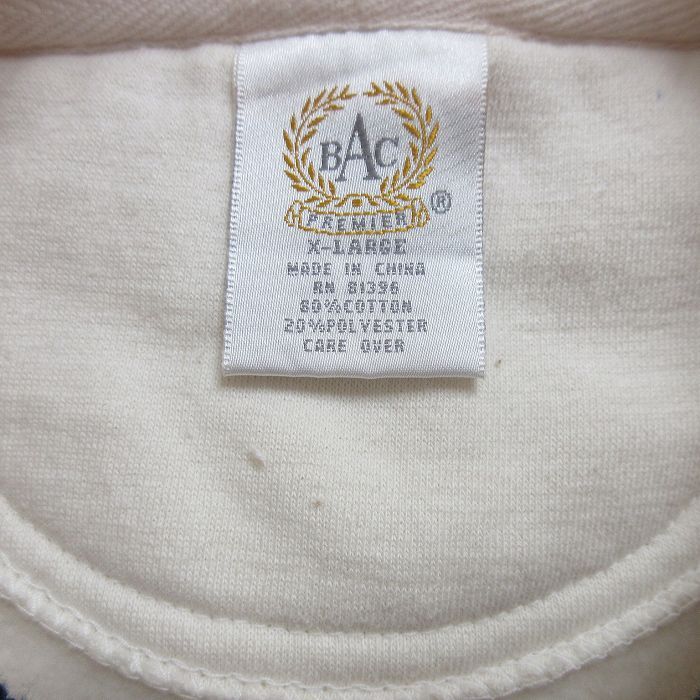 BAC
PREMIER ®
X-LARGE
MADE IN CHINA
RN 81396
80% COTTON
20% POLYESTER
CARE OVER